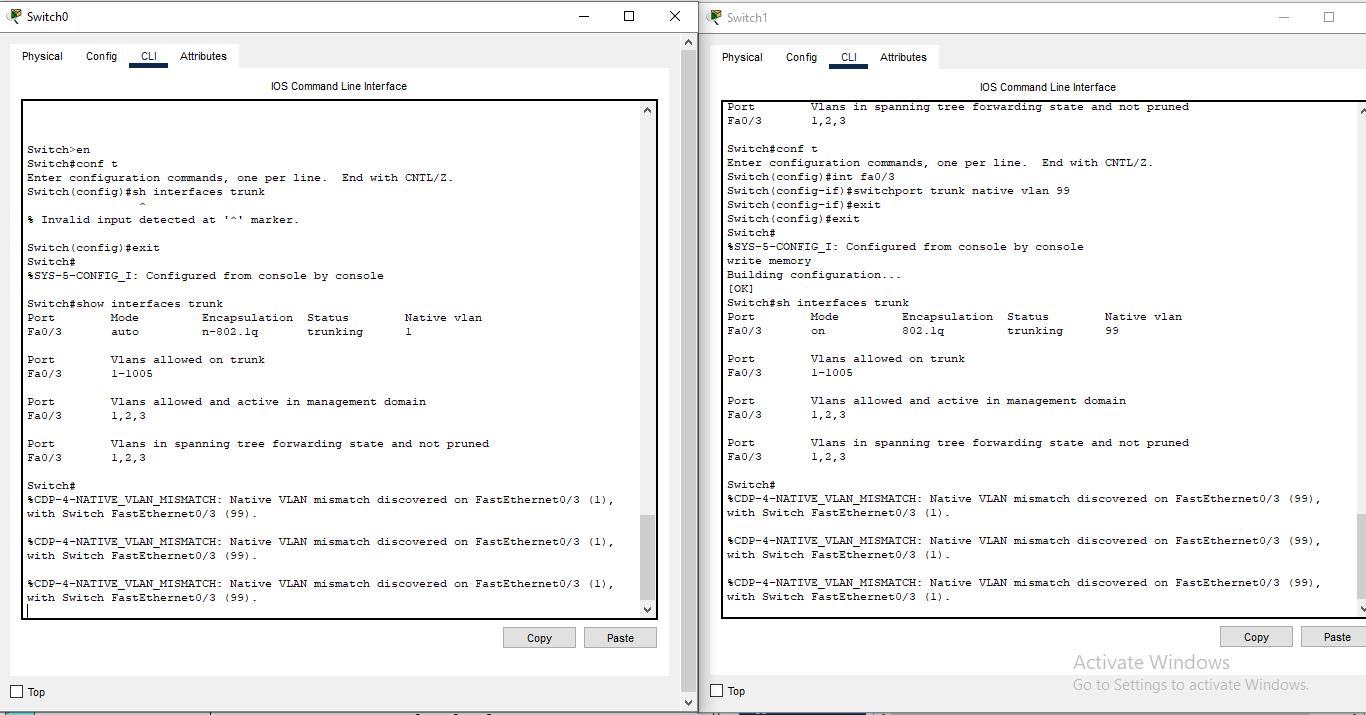 Switch0
Physical Config CLI Attributes
IOS Command Line Interface
Switch>en
Switch#conf t
Enter configuration commands, one per line.  End with CNTL/Z.
Switch(config)#sh interfaces trunk
^
% Invalid input detected at '^' marker.
Switch(config)#exit
Switch#
%SYS-5-CONFIG_I: Configured from console by console
Switch#show interfaces trunk
Port        Mode         Encapsulation  Status        Native vlan
Fa0/3       auto         n-802.1q       trunking      1
Port        Vlans allowed on trunk
Fa0/3       1-1005
Port        Vlans allowed and active in management domain
Fa0/3       1,2,3
Port        Vlans in spanning tree forwarding state and not pruned
Fa0/3       1,2,3
Switch#
%CDP-4-NATIVE_VLAN_MISMATCH: Native VLAN mismatch discovered on FastEthernet0/3 (1),
with Switch FastEthernet0/3 (99).
%CDP-4-NATIVE_VLAN_MISMATCH: Native VLAN mismatch discovered on FastEthernet0/3 (1),
with Switch FastEthernet0/3 (99).
%CDP-4-NATIVE_VLAN_MISMATCH: Native VLAN mismatch discovered on FastEthernet0/3 (1),
with Switch FastEthernet0/3 (99).
Copy Paste
Top
Switch1
Physical Config CLI Attributes
IOS Command Line Interface
Port        Vlans in spanning tree forwarding state and not pruned
Fa0/3       1,2,3
Switch#conf t
Enter configuration commands, one per line.  End with CNTL/Z.
Switch(config)#int fa0/3
Switch(config-if)#switchport trunk native vlan 99
Switch(config-if)#exit
Switch(config)#exit
Switch#
%SYS-5-CONFIG_I: Configured from console by console
write memory
Building configuration...
[OK]
Switch#sh interfaces trunk
Port        Mode         Encapsulation  Status        Native vlan
Fa0/3       on           802.1q         trunking      99
Port        Vlans allowed on trunk
Fa0/3       1-1005
Port        Vlans allowed and active in management domain
Fa0/3       1,2,3
Port        Vlans in spanning tree forwarding state and not pruned
Fa0/3       1,2,3
Switch#
%CDP-4-NATIVE_VLAN_MISMATCH: Native VLAN mismatch discovered on FastEthernet0/3 (99),
with Switch FastEthernet0/3 (1).
%CDP-4-NATIVE_VLAN_MISMATCH: Native VLAN mismatch discovered on FastEthernet0/3 (99),
with Switch FastEthernet0/3 (1).
%CDP-4-NATIVE_VLAN_MISMATCH: Native VLAN mismatch discovered on FastEthernet0/3 (99),
with Switch FastEthernet0/3 (1).
Copy Paste
Activate Windows
Go to Settings to activate Windows.
Top